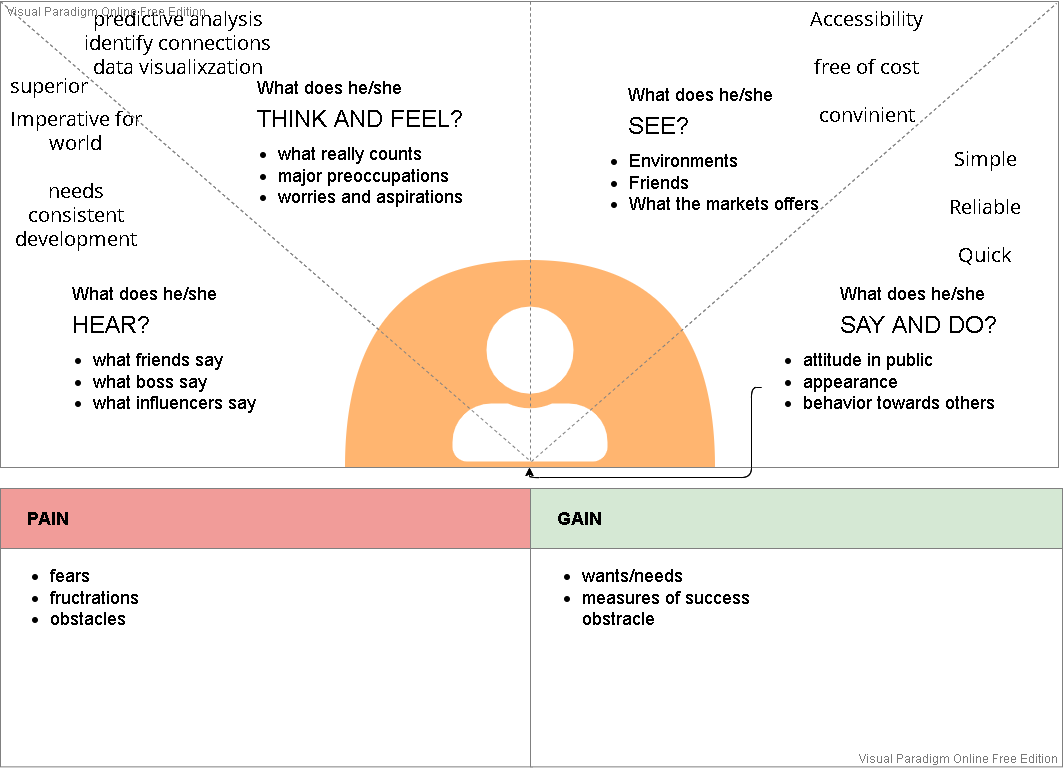 Visual Paradigm Online Free Edition
predictive analysis
identify connections
data visualixzation
superior
Imperative for
world
needs
consistent
development
What does he/she
THINK AND FEEL?
what really counts
major preoccupations
worries and aspirations
Accessibility
free of cost
convinient
What does he/she
SEE?
Environments
Friends
What the markets offers
Simple
Reliable
Quick
What does he/she
HEAR?
what friends say
what boss say
what influencers say
What does he/she
SAY AND DO?
attitude in public
appearance
behavior towards others
PAIN
fears
fructrations
obstacles
GAIN
wants/needs
measures of success
obstracle
Visual Paradigm Online Free Edition